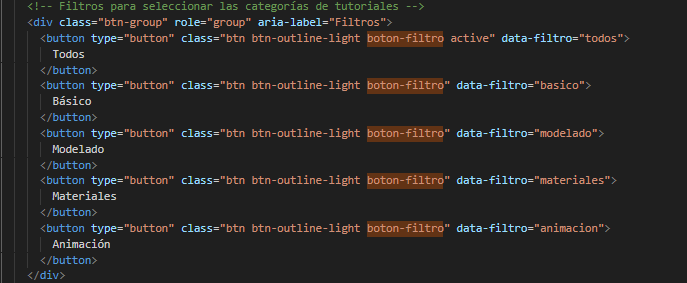 <!-- Filtros para seleccionar las categorías de tutoriales -->
<div class="btn-group" role="group" aria-label="Filtros">
<button type="button" class="btn btn-outline-light boton-filtro active" data-filtro="todos">
Todos
</button>
<button type="button" class="btn btn-outline-light boton-filtro" data-filtro="basico">
Básico
</button>
<button type="button" class="btn btn-outline-light boton-filtro" data-filtro="modelado">
Modelado
</button>
<button type="button" class="btn btn-outline-light boton-filtro" data-filtro="materiales">
Materiales
</button>
<button type="button" class="btn btn-outline-light boton-filtro" data-filtro="animacion">
Animación
</button>
</div>